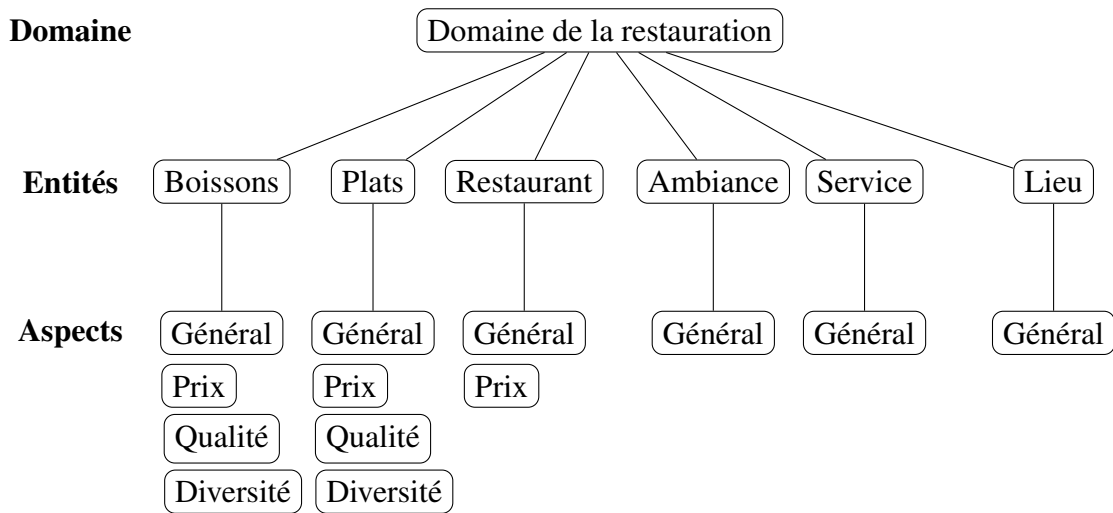 Domaine Domaine de la restauration
Entités Boissons Plats Restaurant Ambiance Service Lieu
Aspects Général Général Général Général Général Général
Prix Prix Prix
Qualité Qualité
Diversité Diversité